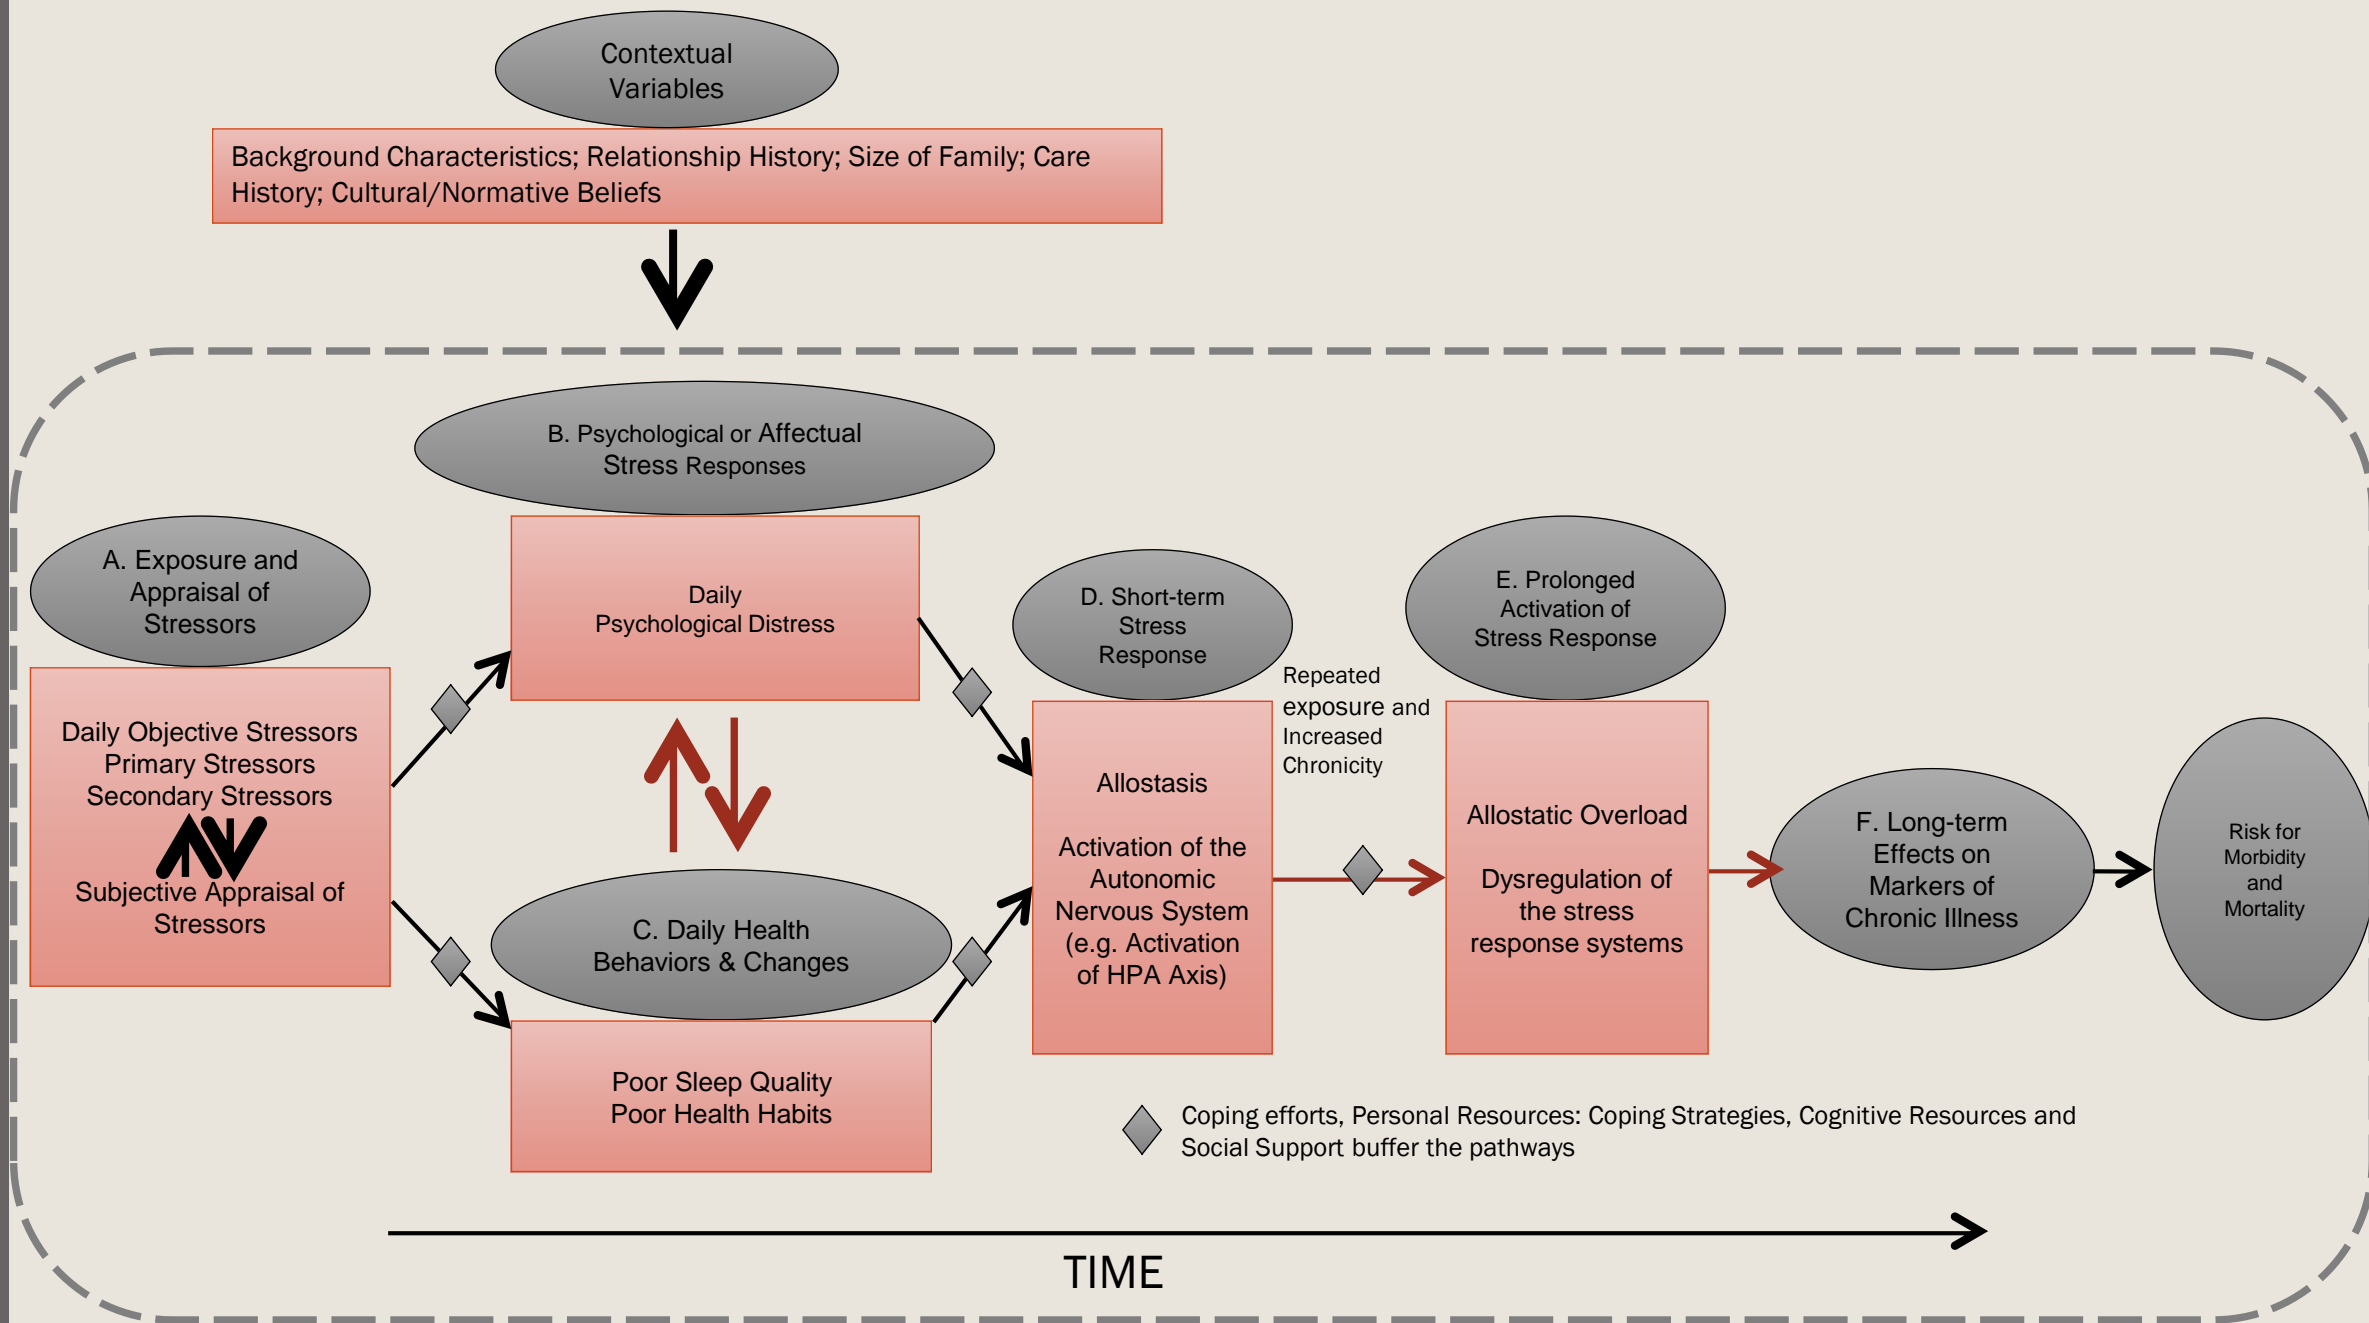 Contextual
Variables
Background Characteristics; Relationship History; Size of Family; Care
History; Cultural/Normative Beliefs
B. Psychological or Affectual
Stress Responses
A. Exposure and
Appraisal of
Stressors
Daily Objective Stressors
Primary Stressors
Secondary Stressors
Subjective Appraisal of
Stressors
Daily
Psychological Distress
C. Daily Health
Behaviors & Changes
Poor Sleep Quality
Poor Health Habits
D. Short-term
Stress
Response
Allostasis
Activation of the
Autonomic
Nervous System
(e.g. Activation
of HPA Axis)
Repeated
exposure and
Increased
Chronicity
E. Prolonged
Activation of
Stress Response
Allostatic Overload
Dysregulation of
the stress
response systems
F. Long-term
Effects on
Markers of
Chronic Illness
Risk for
Morbidity
and
Mortality
Coping efforts, Personal Resources: Coping Strategies, Cognitive Resources and
Social Support buffer the pathways
TIME